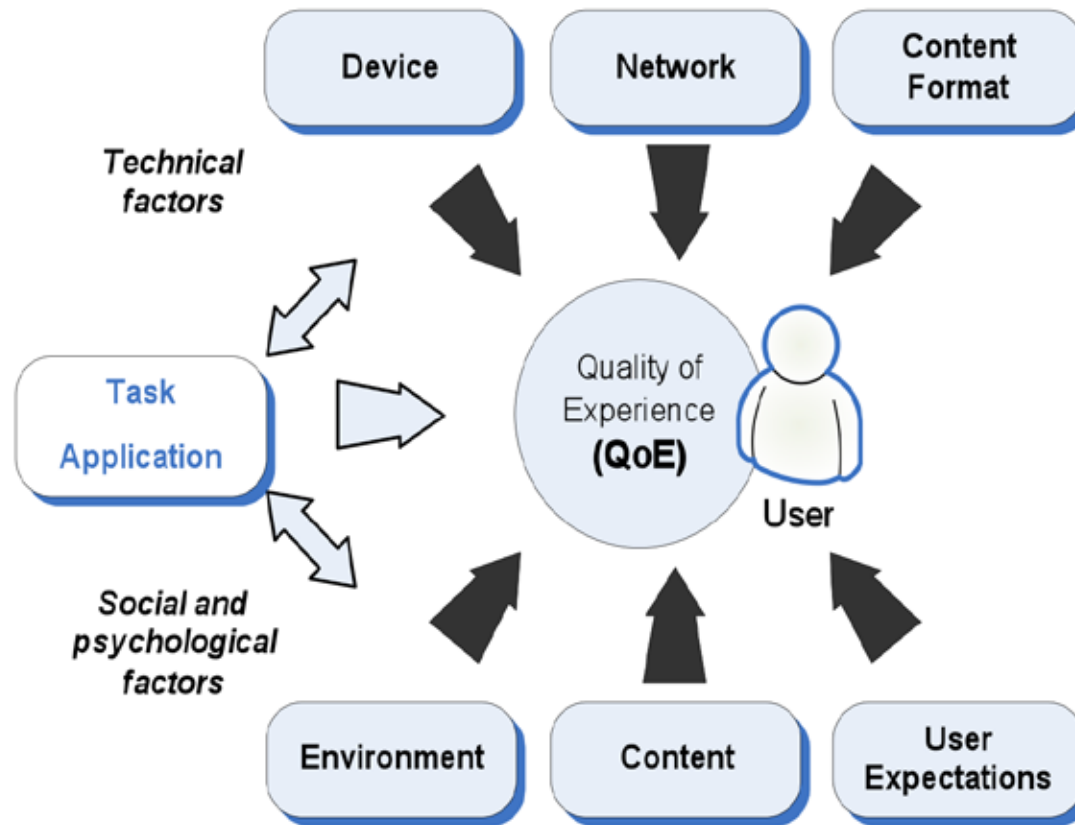 Device
Network
Content
Format
Technical
factors
Task
Application
Quality of
Experience
(QoE)
User
Social and
psychological
factors
Environment
Content
User
Expectations